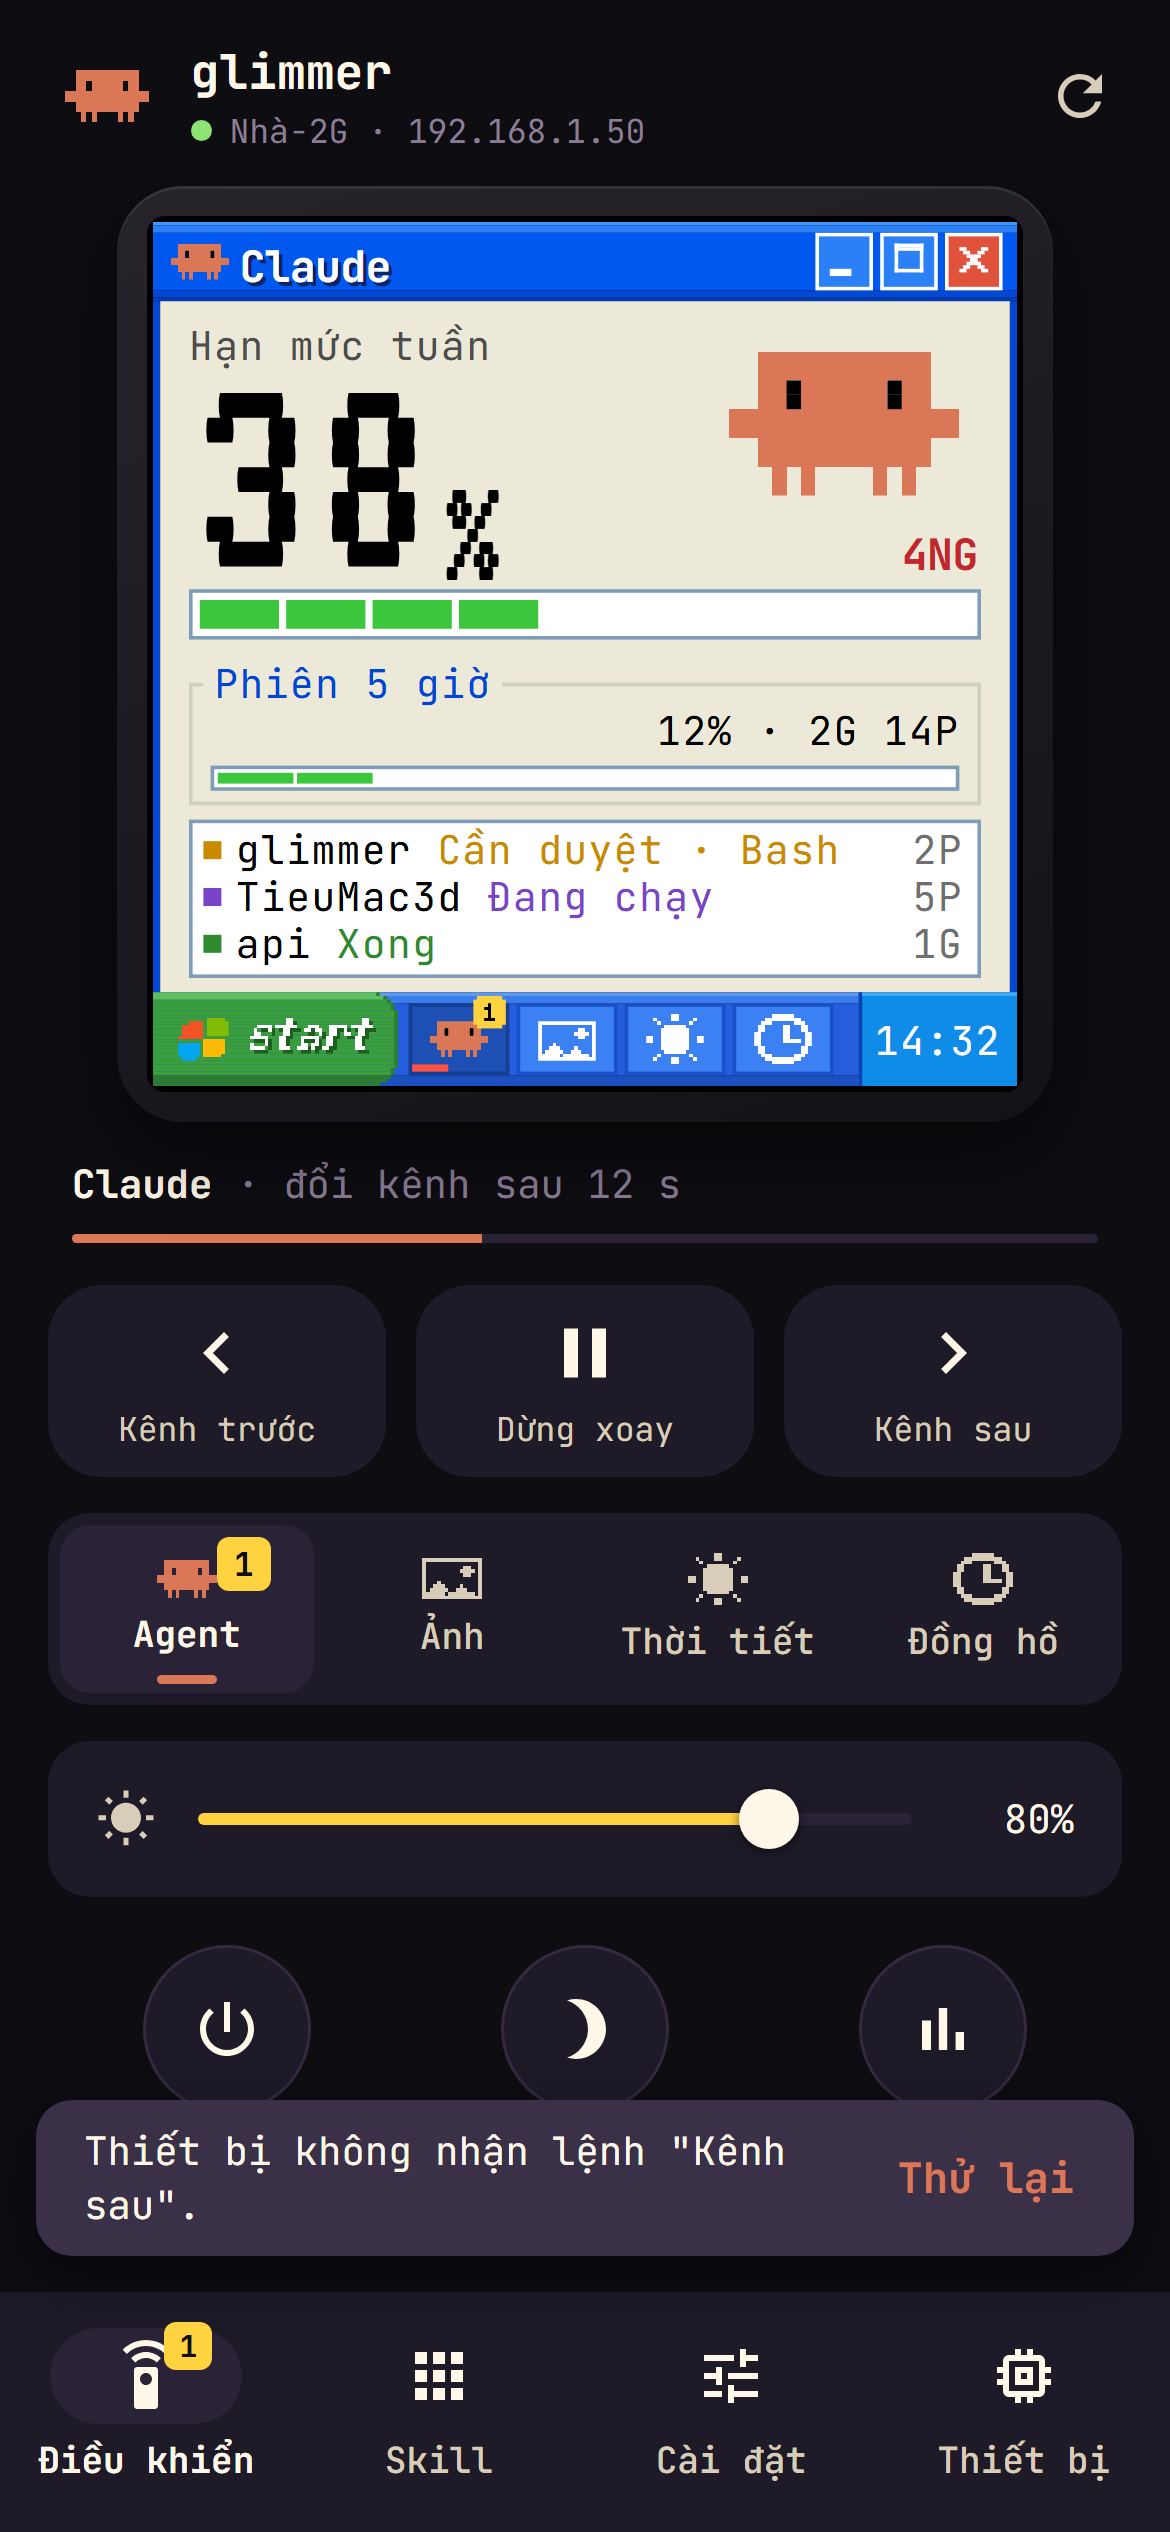 glimmer
Nhà-2G · 192.168.1.50
Claude
Hạn mức tuần
38%
4NG
Phiên 5 giờ
12% · 2G 14P
glimmer Cần duyệt · Bash 2P
TieuMac3d Đang chạy 5P
api Xong 1G
start 1 14:32
Claude · đổi kênh sau 12 s
Kênh trước Dừng xoay Kênh sau
1
Agent Ảnh Thời tiết Đồng hồ
80%
Thiết bị không nhận lệnh "Kênh
sau".
Thử lại
1
Điều khiển Skill Cài đặt Thiết bị